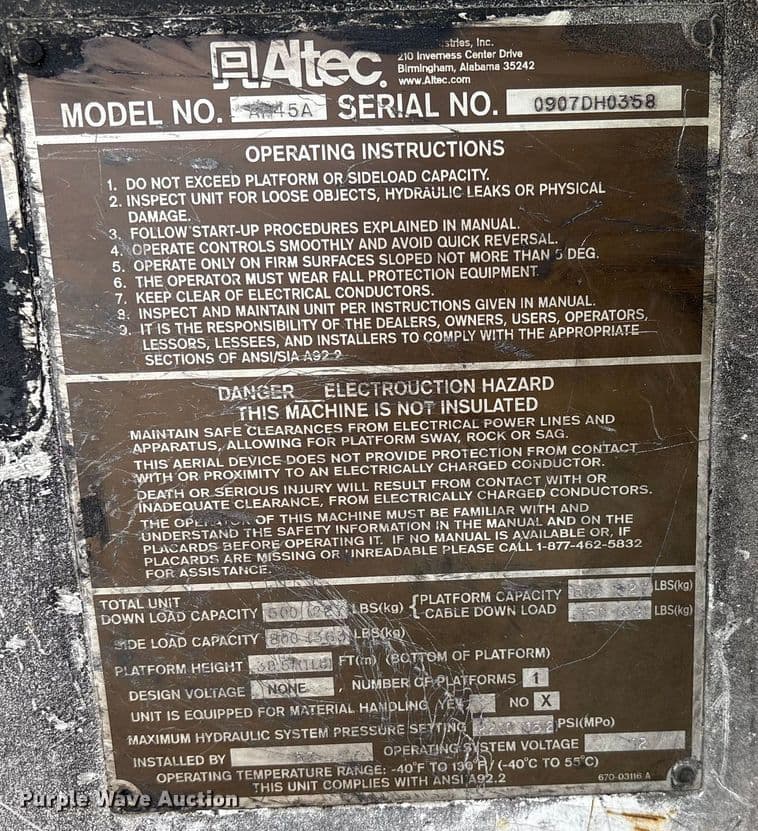 Altec. Inc.
210 Inverness Center Drive
Birmingham, Alabama 35242
www.Altec.com
MODEL NO. SERIAL NO. 0907DH0358
OPERATING INSTRUCTIONS
1. DO NOT EXCEED PLATFORM OR SIDELOAD CAPACITY.
2. INSPECT UNIT FOR LOOSE OBJECTS, HYDRAULIC LEAKS OR PHYSICAL
DAMAGE.
3. FOLLOW START-UP PROCEDURES EXPLAINED IN MANUAL.
4. OPERATE CONTROLS SMOOTHLY AND AVOID QUICK REVERSAL.
5. OPERATE ONLY ON FIRM SURFACES SLOPED NOT MORE THAN 5 DEG.
6. THE OPERATOR MUST WEAR FALL PROTECTION EQUIPMENT.
7. KEEP CLEAR OF ELECTRICAL CONDUCTORS.
8. INSPECT AND MAINTAIN UNIT PER INSTRUCTIONS GIVEN IN MANUAL.
9. IT IS THE RESPONSIBILITY OF THE DEALERS, OWNERS, USERS, OPERATORS,
LESSORS, LESSEES, AND INSTALLERS TO COMPLY WITH THE APPROPRIATE
SECTIONS OF ANSI/SIA A92.2
DANGER ELECTROUCTION HAZARD
THIS MACHINE IS NOT INSULATED
MAINTAIN SAFE CLEARANCES FROM ELECTRICAL POWER LINES AND
APPARATUS, ALLOWING FOR PLATFORM SWAY, ROCK OR SAG.
THIS AERIAL DEVICE DOES NOT PROVIDE PROTECTION FROM CONTACT
WITH OR PROXIMITY TO AN ELECTRICALLY CHARGED CONDUCTOR.
DEATH OR SERIOUS INJURY WILL RESULT FROM CONTACT WITH OR
INADEQUATE CLEARANCE, FROM ELECTRICALLY CHARGED CONDUCTORS.
THE OF THIS MACHINE MUST BE FAMILIAR WITH AND
UNDERSTAND THE SAFETY INFORMATION IN THE MANUAL AND ON THE
PLACARDS BEFORE OPERATING IT. IF NO MANUAL IS AVAILABLE OR, IF
PLACARDS ARE MISSING OR UNREADABLE PLEASE CALL 1-877-462-5832
FOR ASSISTANCE.
TOTAL UNIT
DOWN LOAD CAPACITY LBS(kg) { PLATFORM CAPACITY LBS(kg)
CABLE DOWN LOAD LBS(kg)
SIDE LOAD CAPACITY LBS(kg)
PLATFORM HEIGHT FT(m) (BOTTOM OF PLATFORM)
DESIGN VOLTAGE NONE , NUMBER OF PLATFORMS 1
UNIT IS EQUIPPED FOR MATERIAL HANDLING YES NO X
MAXIMUM HYDRAULIC SYSTEM PRESSURE SETTING PSI(MPa)
INSTALLED BY OPERATING SYSTEM VOLTAGE
OPERATING TEMPERATURE RANGE: -40°F TO 130°F/ (-40°C TO 55°C)
THIS UNIT COMPLIES WITH ANSI A92.2
670-03116 A
Purple Wave Auction